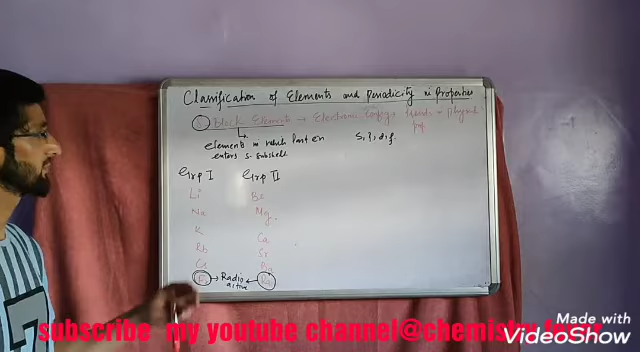 Classification of Elements and Periodicity in Properties
S Block Elements → Electronic Config,
elements in which last en
enters s-subshell
s, p, d, f.
Grp I Grp II
Li Be
Na Mg
K Ca
Rb Sr
Cs Ba
Fr → Radio active ← Ra
subscribe my youtube channel@chemistry
Made with
VideoShow